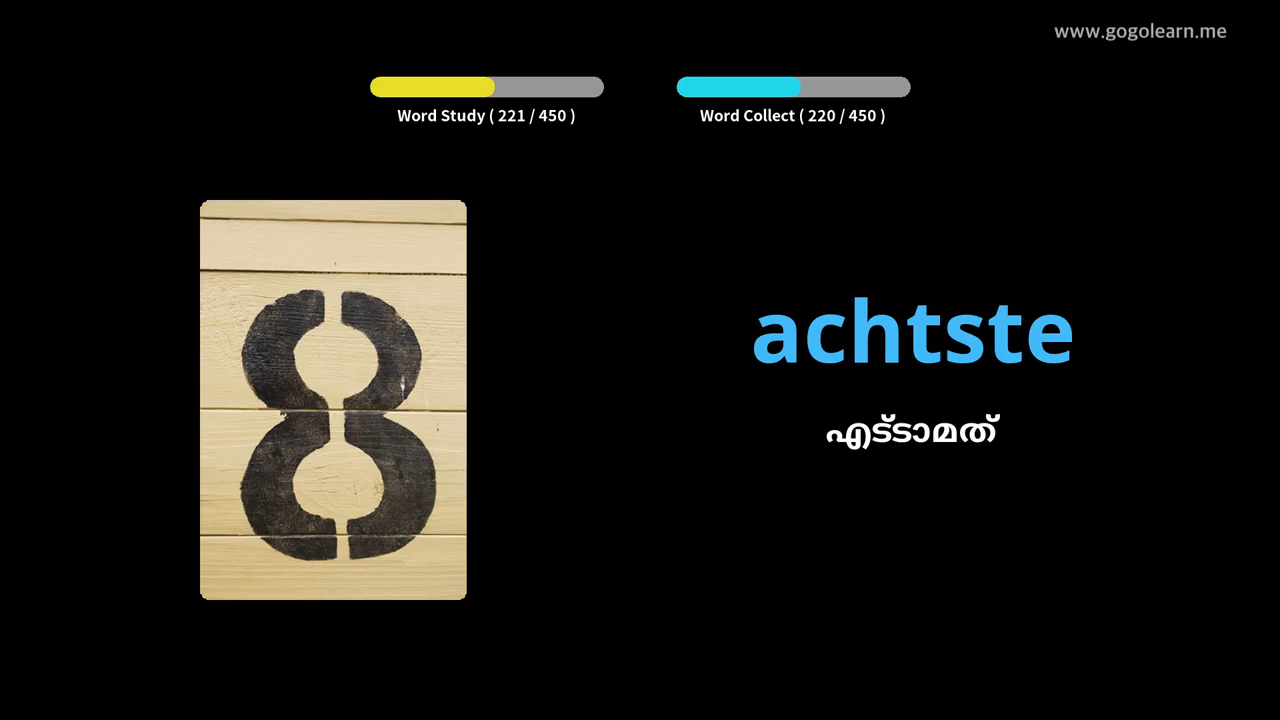 www.gogolearn.me
Word Study ( 221 / 450 )
Word Collect ( 220 / 450 )
8
achtste
എട്ടാമത്